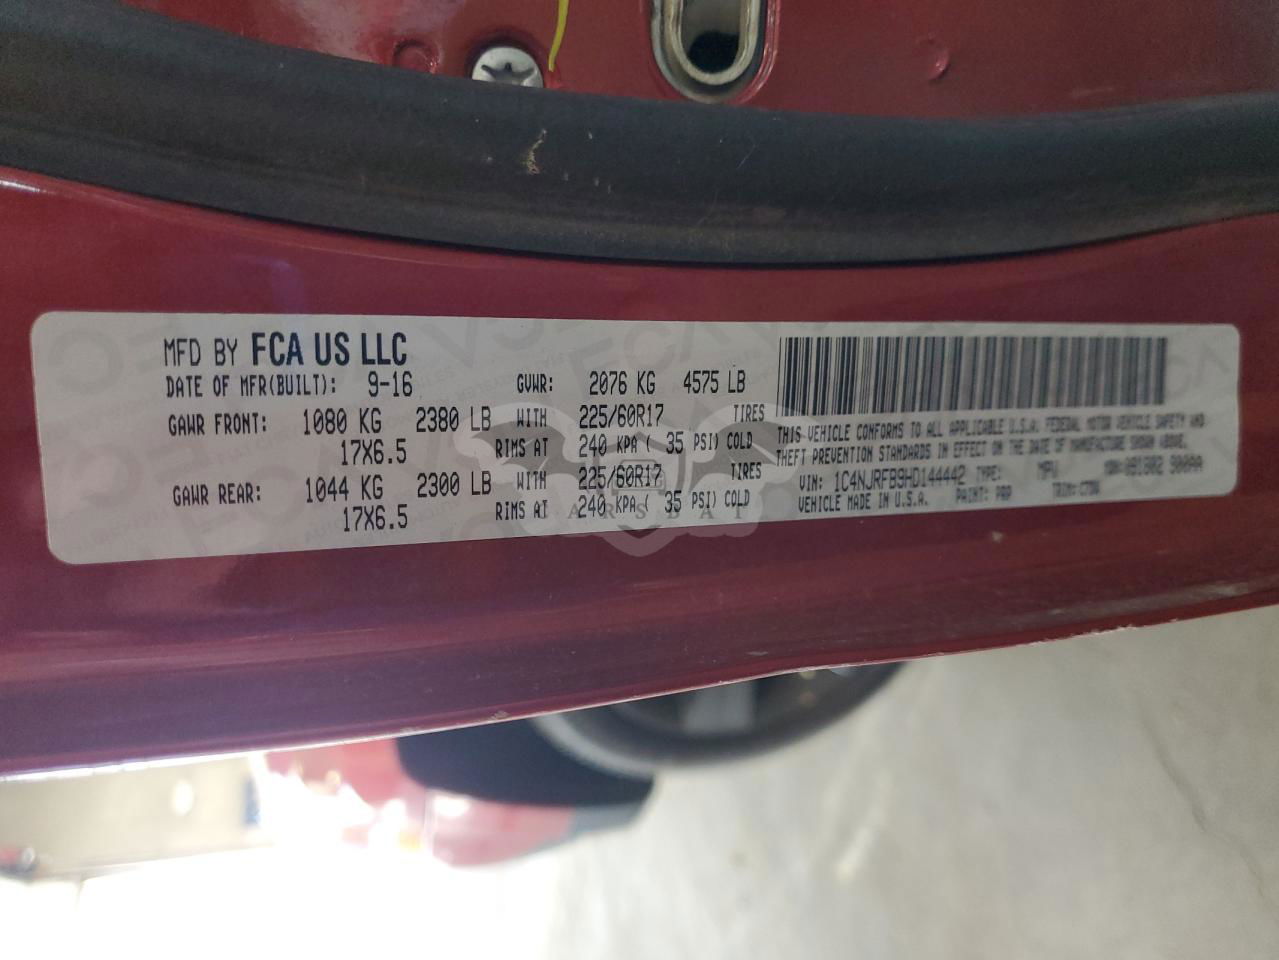 MFD BY FCA US LLC
DATE OF MFR(BUILT): 9-16 GVWR: 2076 KG 4575 LB
GAWR FRONT: 1080 KG 2380 LB WITH 225/60R17 TIRES
17X6.5 RIMS AT 240 KPA ( 35 PSI) COLD
GAWR REAR: 1044 KG 2300 LB WITH 225/60R17 TIRES
17X6.5 RIMS AT 240 KPA ( 35 PSI) COLD
THIS VEHICLE CONFORMS TO ALL APPLICABLE U.S.A. FEDERAL MOTOR VEHICLE SAFETY AND
THEFT PREVENTION STANDARDS IN EFFECT ON THE DATE OF MANUFACTURE SHOWN ABOVE.
VIN: 1C4NJRFB9HD144442 TYPE: MPV
VEHICLE MADE IN U.S.A. PAINT: PRP TRIM:
CARSBAT